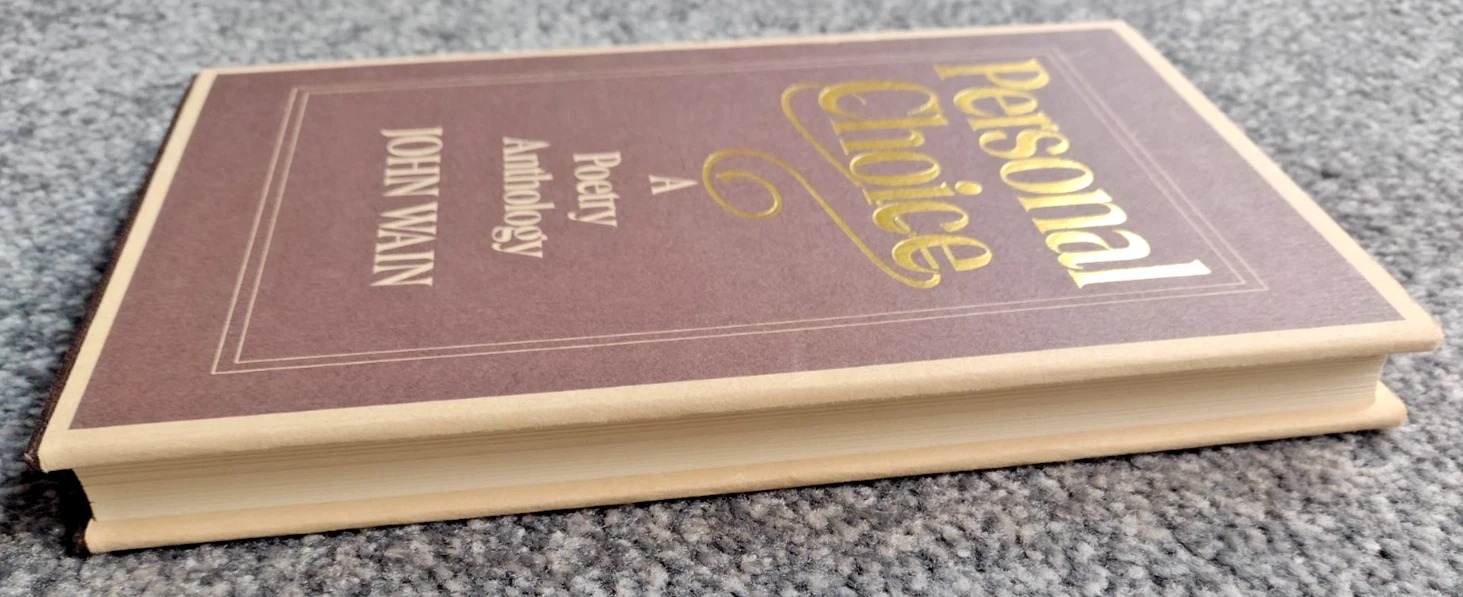 Personal
Choice
A
Poetry
Anthology
JOHN WAIN